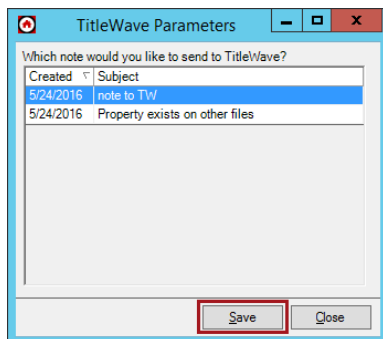 TitleWave Parameters
Which note would you like to send to TitleWave?
Created Subject
5/24/2016 note to TW
5/24/2016 Property exists on other files
Save Close